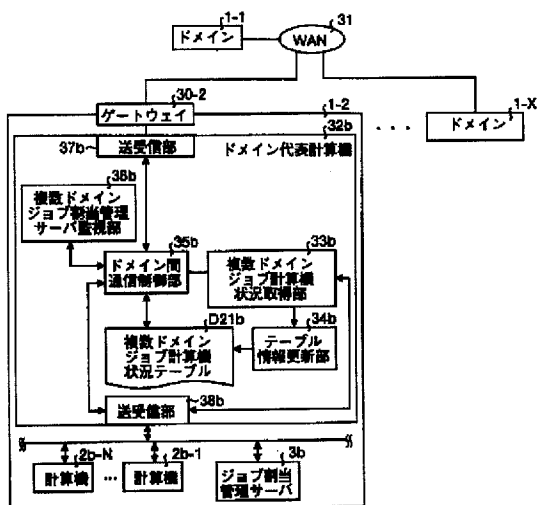 1-1
31
ドメイン
WAN
30-2
1-2
ゲートウェイ
32b
1-X
37b
送受信部
ドメイン代表計算機
・・・
ドメイン
36b
複数ドメイン
ジョブ割当管理
サーバ監視部
35b
33b
ドメイン間
通信制御部
複数ドメイン
ジョブ計算機
状況取得部
D21b
34b
複数ドメイン
ジョブ計算機
状況テーブル
テーブル
情報更新部
38b
送受信部
2b-N
2b-1
3b
計算機
・・・
計算機
ジョブ割当
管理サーバ